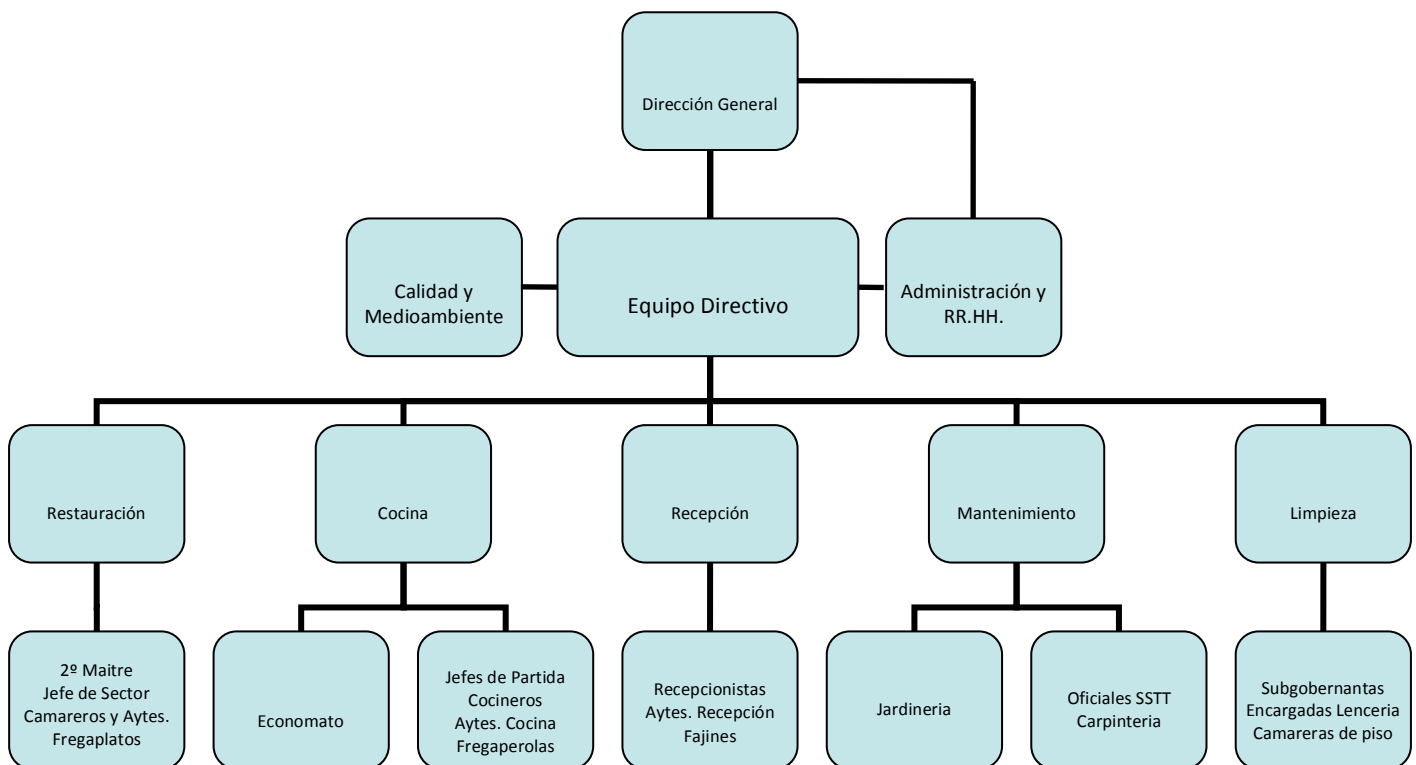 Dirección General
Calidad y
Medioambiente
Equipo Directivo
Administración y
RR.HH.
Restauración
Cocina
Recepción
Mantenimiento
Limpieza
2º Maitre
Jefe de Sector
Camareros y Aytes.
Fregaplatos
Economato
Jefes de Partida
Cocineros
Aytes. Cocina
Fregaperolas
Recepcionistas
Aytes. Recepción
Fajines
Jardineria
Oficiales SSTT
Carpinteria
Subgobernantas
Encargadas Lenceria
Camareras de piso